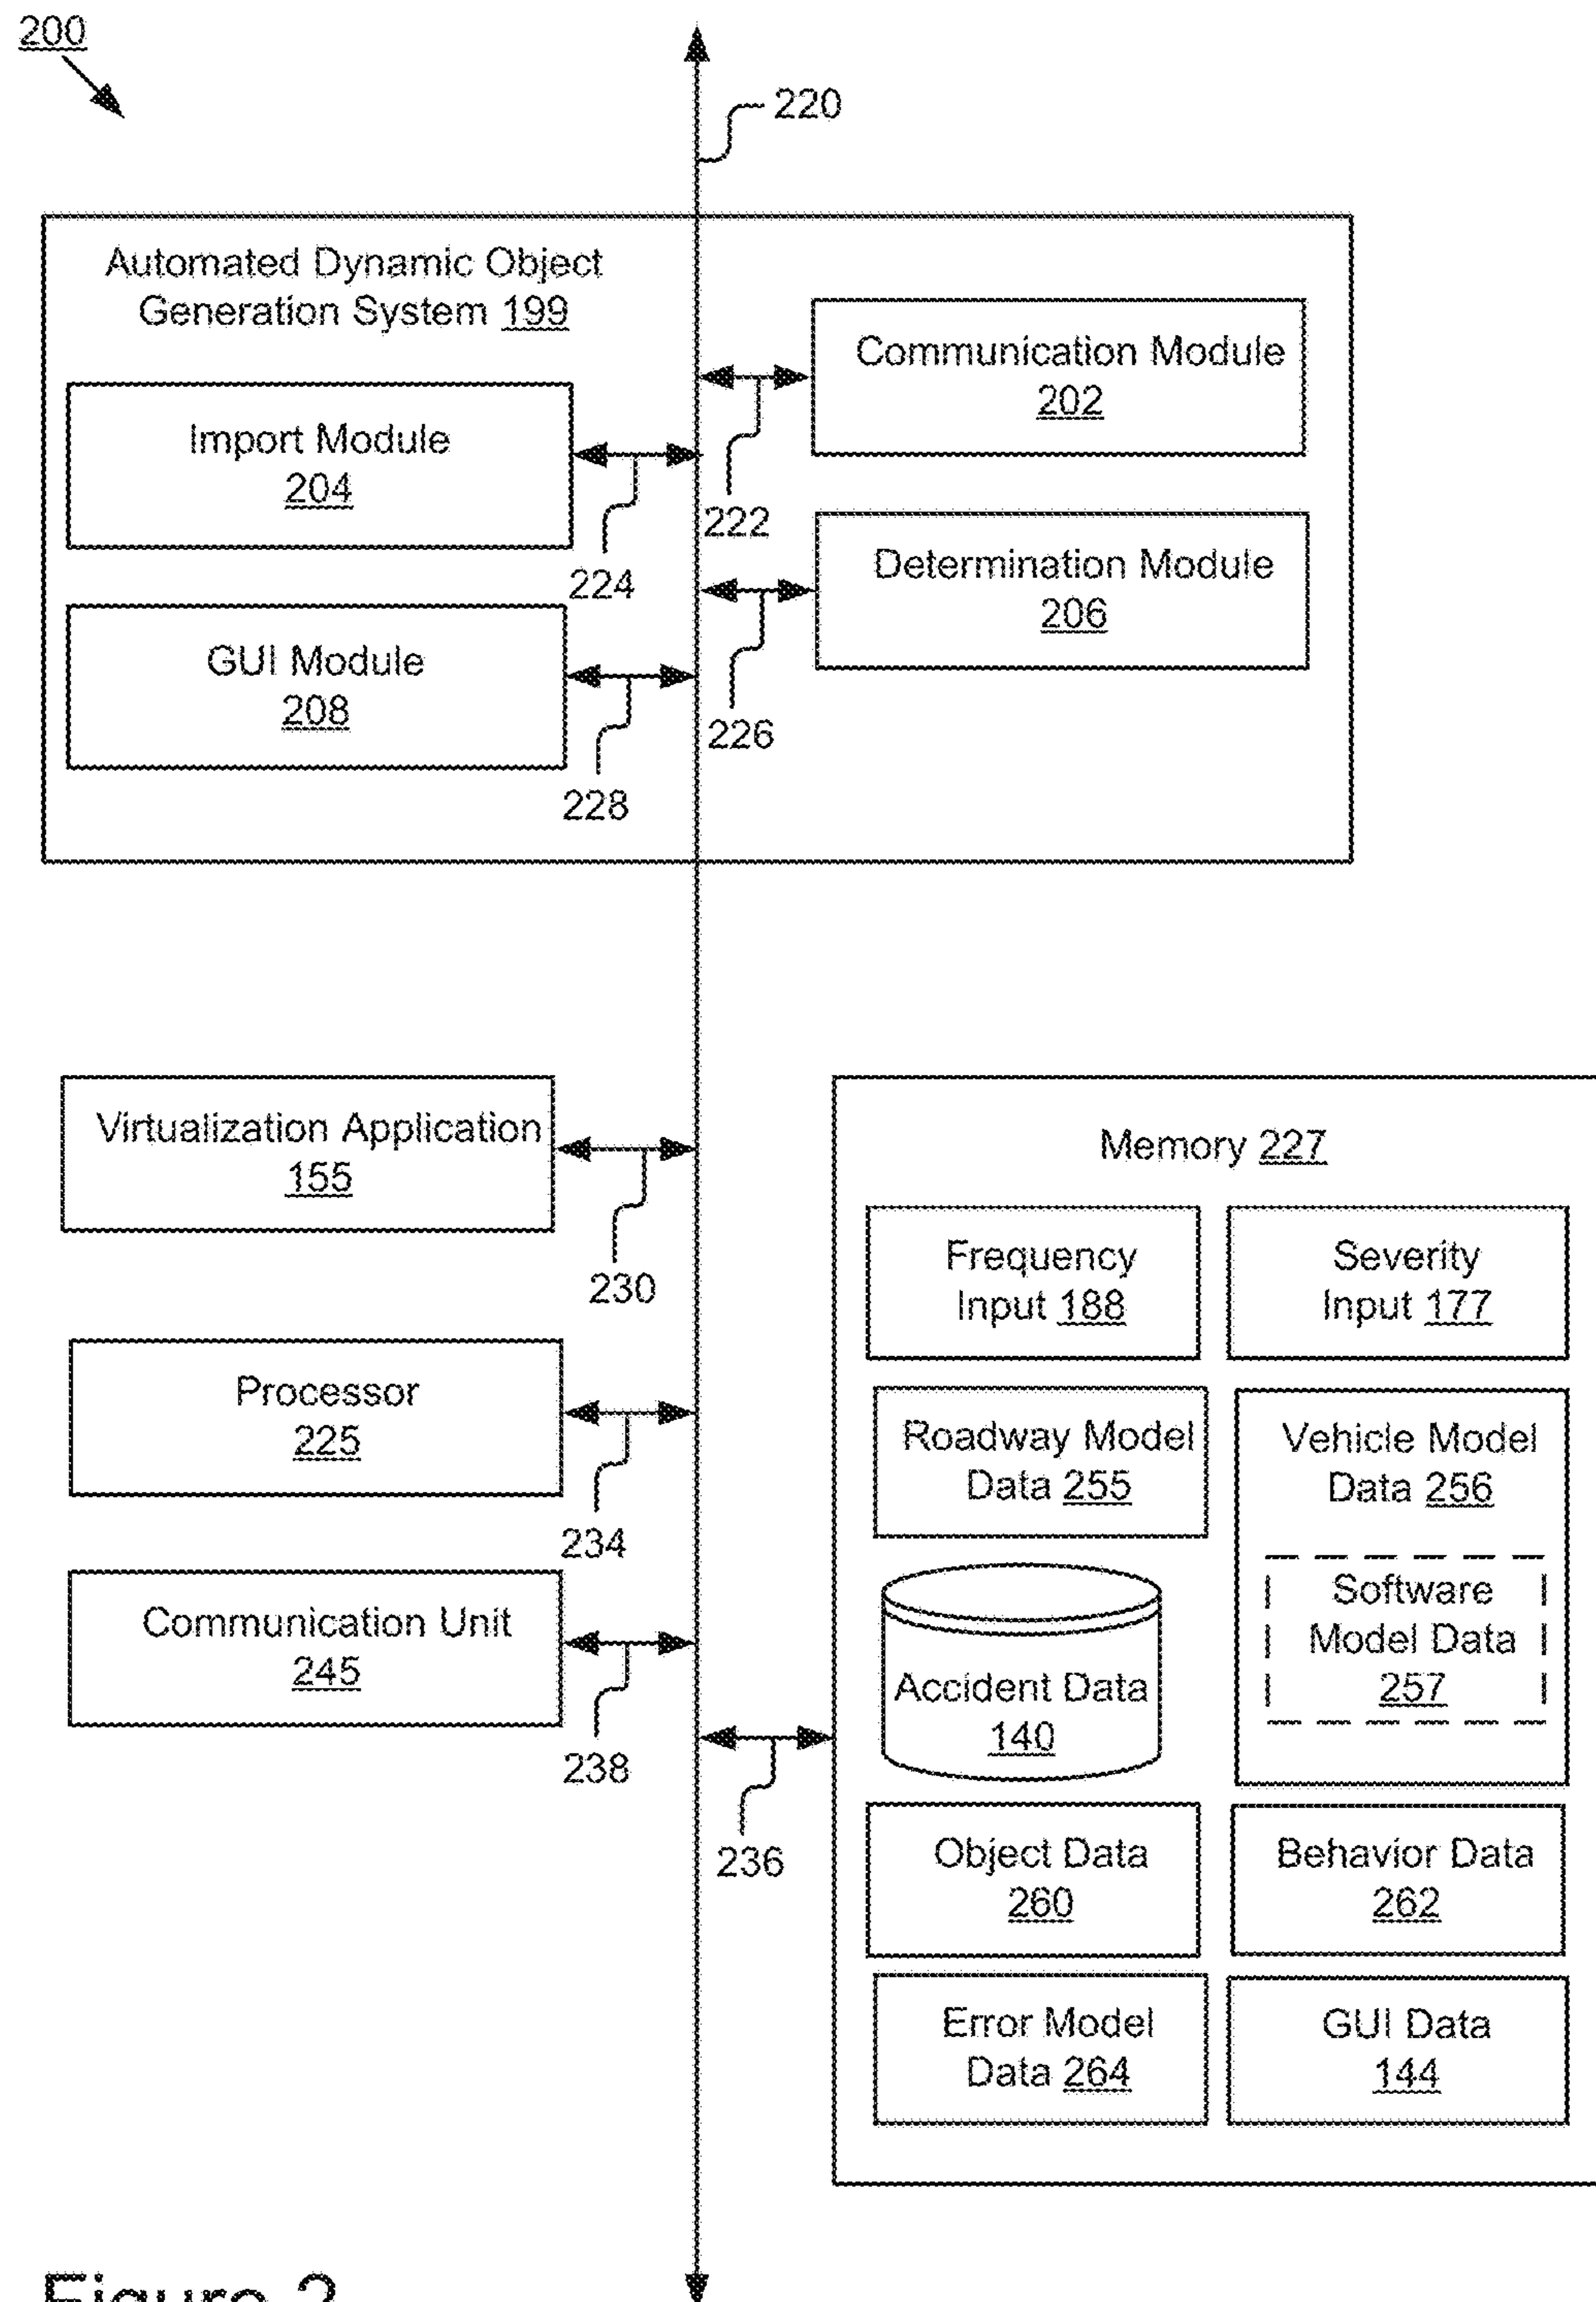 200
220
Automated Dynamic Object
Generation System 199
Communication Module
202
Import Module
204
222
224
Determination Module
206
GUI Module
208
226
228
Virtualization Application
155
230
Memory 227
Frequency
Input 188
Severity
Input 177
Processor
225
234
Roadway Model
Data 255
Vehicle Model
Data 256
Software
Model Data
257
Communication Unit
245
238
Accident Data
140
236
Object Data
260
Behavior Data
262
Error Model
Data 264
GUI Data
144
Figure 2